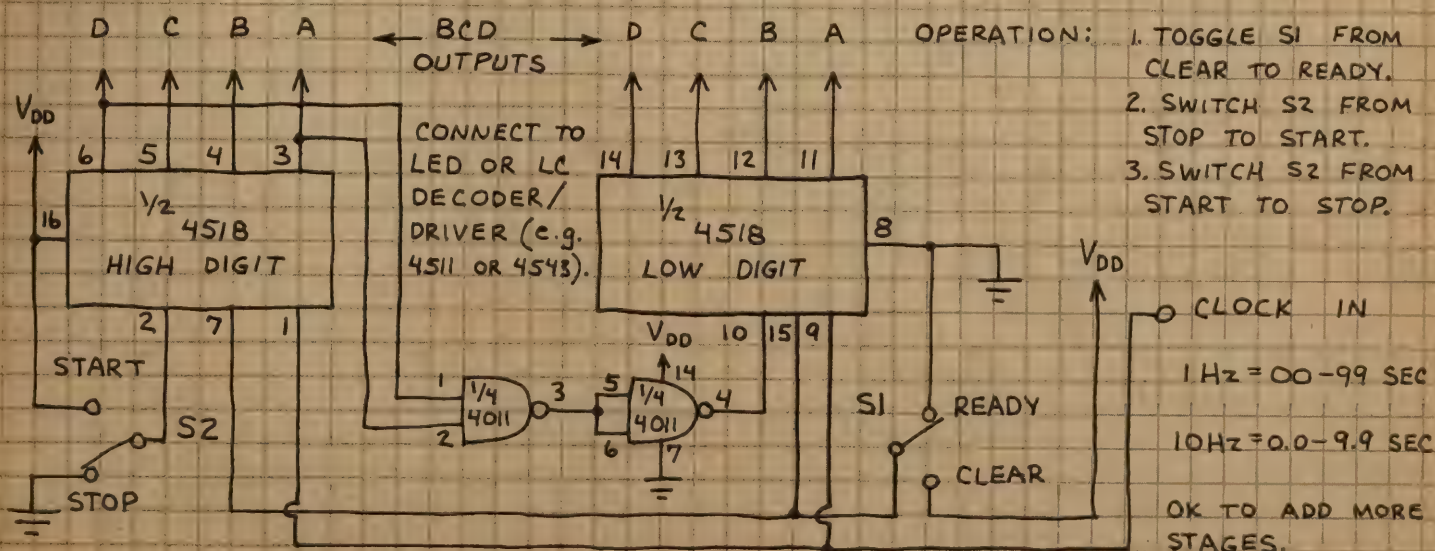 D C B A
BCD
OUTPUTS
D C B A
OPERATION: 1. TOGGLE S1 FROM
CLEAR TO READY.
2. SWITCH S2 FROM
STOP TO START.
3. SWITCH S2 FROM
START TO STOP.
VDD
6 5 4 3
CONNECT TO
LED OR LC
DECODER/
DRIVER (e.g.
4511 OR 4543).
14 13 12 11
16
1/2
4518
HIGH DIGIT
1/2
4518
LOW DIGIT
8
VDD
2 7 1
VDD
10 15 9
CLOCK IN
1 Hz = 00-99 SEC
10 Hz = 0.0-9.9 SEC
OK TO ADD MORE
STAGES.
START
S2
STOP
1
2
1/4
4011
3
5
6
1/4
4011
14
4
7
S1
READY
CLEAR